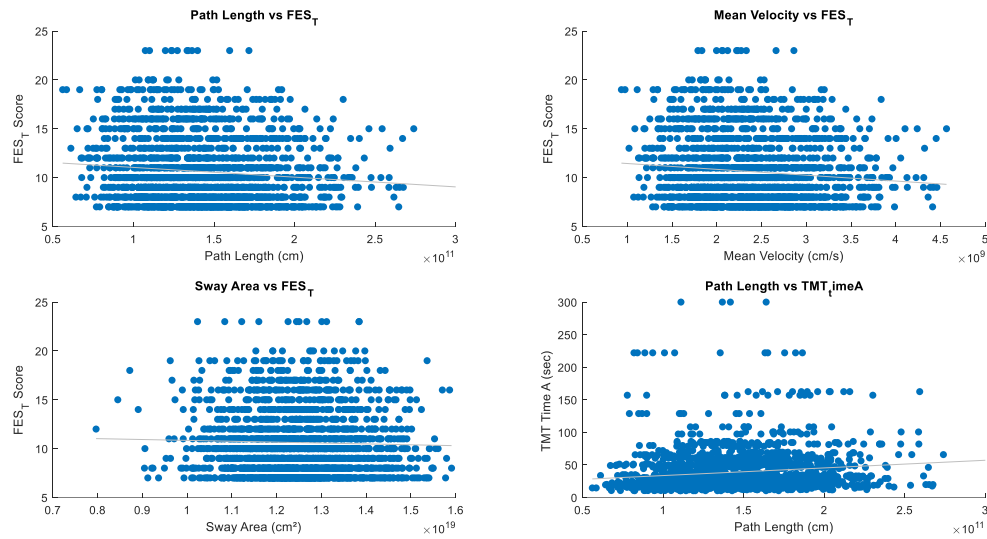 Path Length vs FES_T
25
20
15
10
5
FES_T Score
0.5 1 1.5 2 2.5 3
Path Length (cm)
×10^11
Mean Velocity vs FES_T
25
20
15
10
5
FES_T Score
0.5 1 1.5 2 2.5 3 3.5 4 4.5 5
Mean Velocity (cm/s)
×10^9
Sway Area vs FES_T
25
20
15
10
5
FES_T Score
0.7 0.8 0.9 1 1.1 1.2 1.3 1.4 1.5 1.6
Sway Area (cm²)
×10^19
Path Length vs TMT_timeA
300
250
200
150
100
50
0
TMT Time A (sec)
0.5 1 1.5 2 2.5 3
Path Length (cm)
×10^11